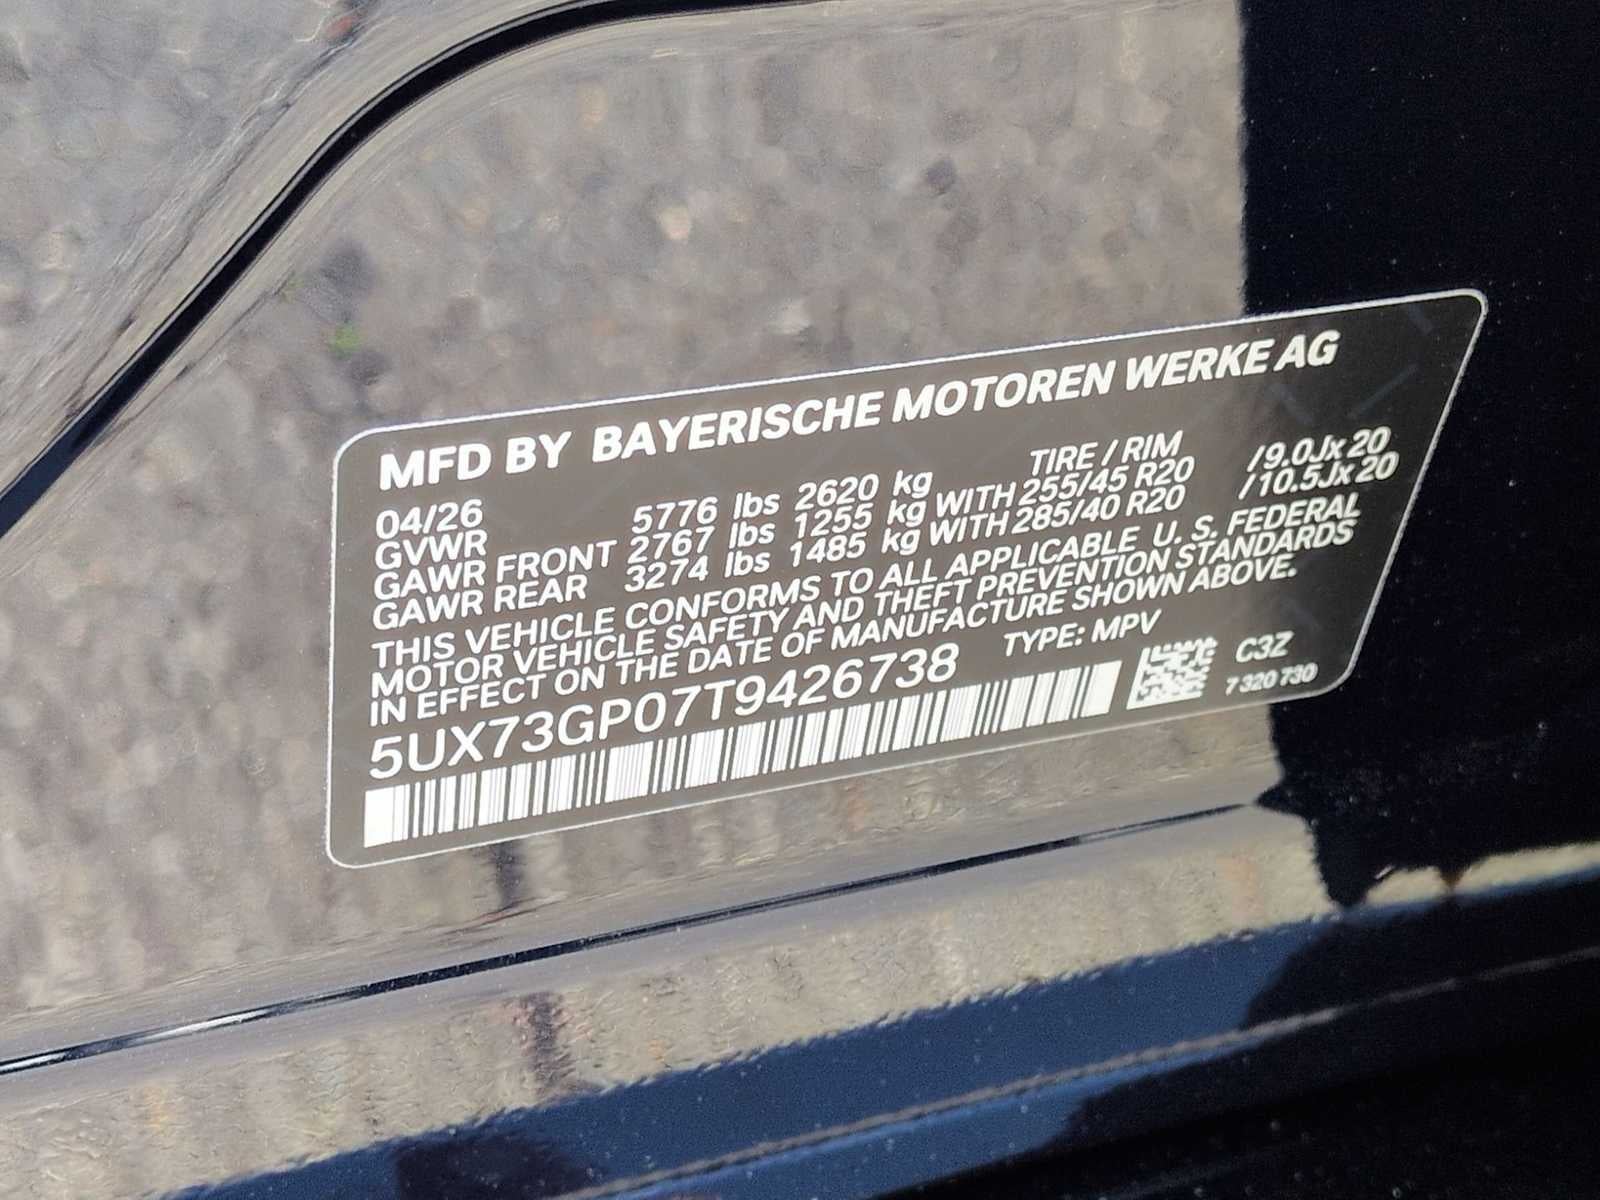 MFD BY BAYERISCHE MOTOREN WERKE AG
04/26 TIRE / RIM
GVWR 5776 lbs 2620 kg
GAWR FRONT 2767 lbs 1255 kg WITH 255/45 R20 /9.0Jx 20
GAWR REAR 3274 lbs 1485 kg WITH 285/40 R20 /10.5Jx 20
THIS VEHICLE CONFORMS TO ALL APPLICABLE U. S. FEDERAL
MOTOR VEHICLE SAFETY AND THEFT PREVENTION STANDARDS
IN EFFECT ON THE DATE OF MANUFACTURE SHOWN ABOVE.
5UX73GP07T9426738 TYPE: MPV
C3Z
7 320 730